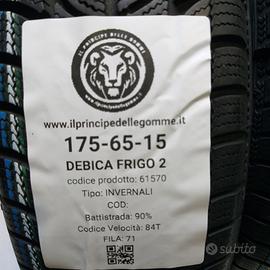 IL PRINCIPE DELLE GOMME
www.ilprincipedellegomme.it
175-65-15
DEBICA FRIGO 2
codice prodotto: 61570
Tipo: INVERNALI
COD:
Battistrada: 90%
Codice Velocità: 84T
FILA: 71
subito